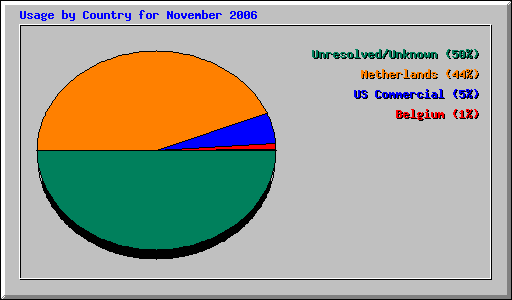 Usage by Country for November 2006
Unresolved/Unknown (50%)
Netherlands (44%)
US Commercial (5%)
Belgium (1%)